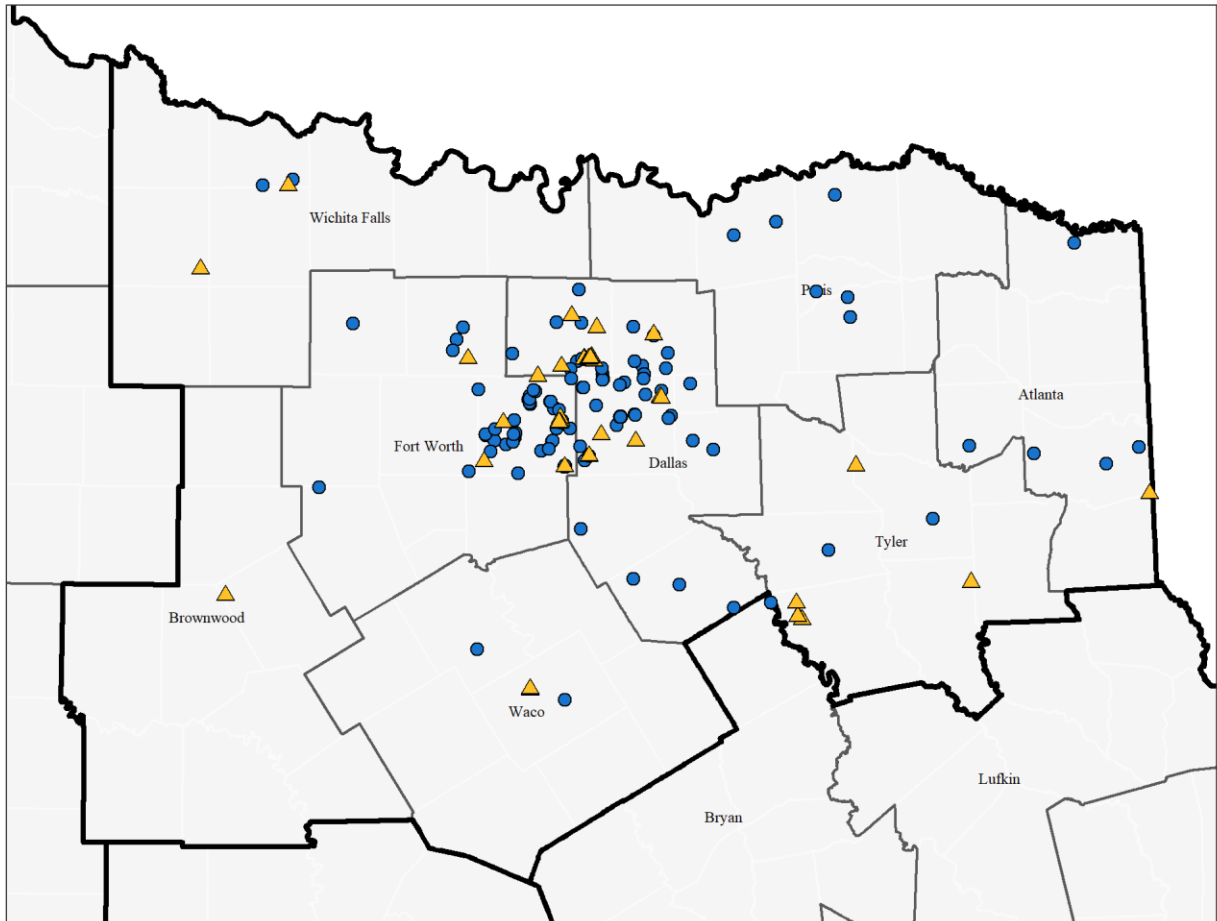 Wichita Falls
Paris
Atlanta
Fort Worth
Dallas
Tyler
Brownwood
Waco
Lufkin
Bryan